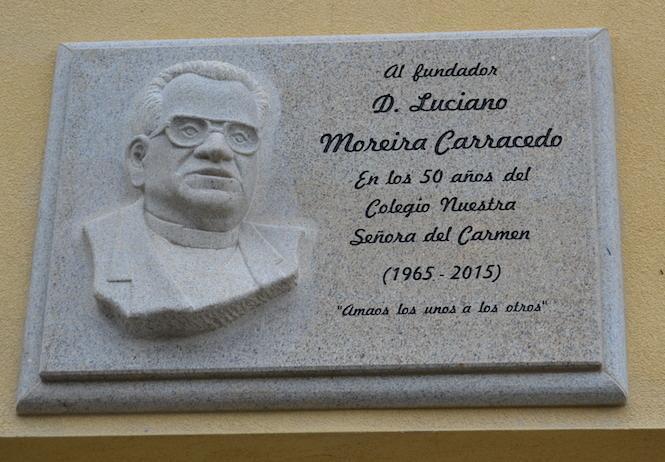 Al fundador
D. Luciano
Moreira Carracedo
En los 50 años del
Colegio Nuestra
Señora del Carmen
(1965 - 2015)
"Amaos los unos a los otros"